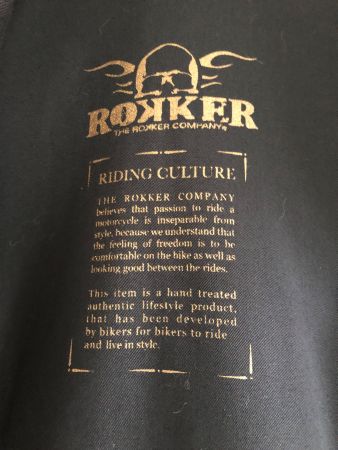 ROKKER
THE ROKKER COMPANY®
RIDING CULTURE
THE ROKKER COMPANY
believes that passion to ride a
motorcycle is inseparable from
style, because we understand that
the feeling of freedom is to be
comfortable on the bike as well as
looking good between the rides.
This item is a hand treated
authentic lifestyle product,
that has been developed
by bikers for bikers to ride
and live in style.